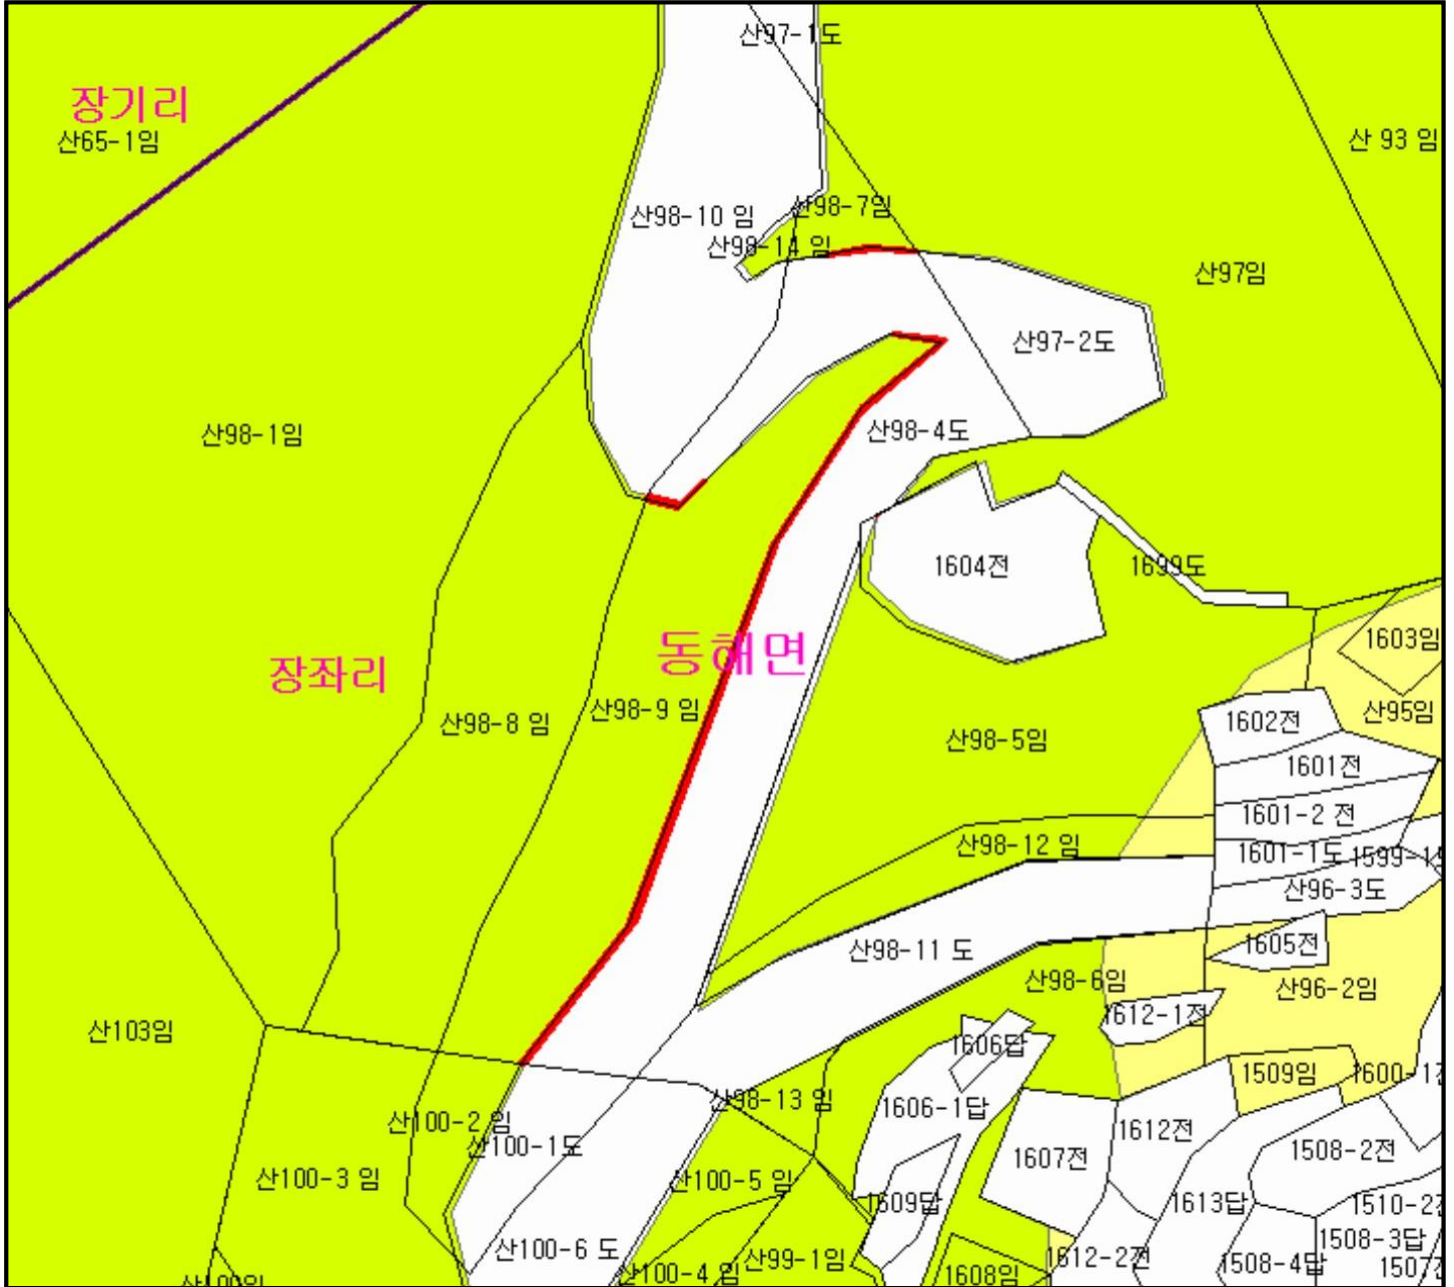 산97-1도
장기리
산65-1임
산 93 임
산98-7임
산98-10 임
산98-14 임
산97임
산97-2도
산98-1임
산98-4도
1604전
1699도
1603임
동해면
장좌리
산98-9 임
산98-8 임
산95임
1602전
산98-5임
1601전
1601-2 전
산98-12 임
1601-1도
산96-3도
1605전
산98-11 도
산98-6임
산96-2임
1612-1전
산103임
1606답
1509임
산98-13 임
1606-1답
산100-2 임
1612전
산100-1도
1508-2전
1607전
산100-3 임
산100-5 임
1609답
1613답
1508-3답
산100-6 도
산99-1임
1612-2전
1508-4답
산100-4 임
1608임